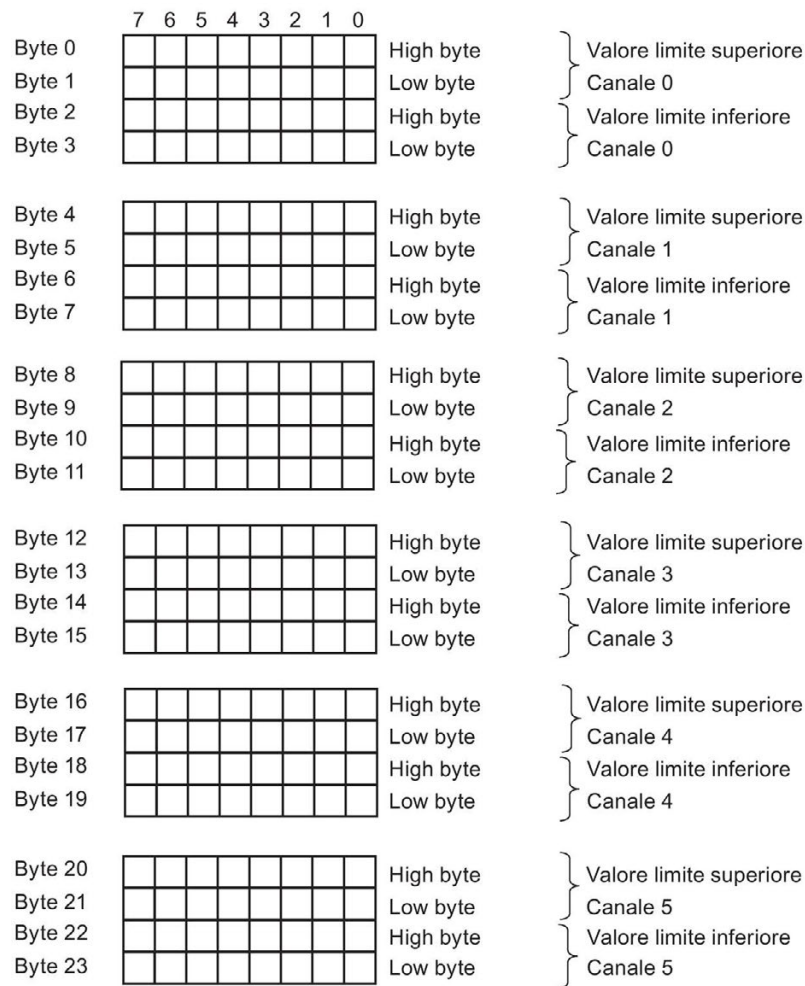 7 6 5 4 3 2 1 0
Byte 0 High byte Valore limite superiore
Byte 1 Low byte Canale 0
Byte 2 High byte Valore limite inferiore
Byte 3 Low byte Canale 0
Byte 4 High byte Valore limite superiore
Byte 5 Low byte Canale 1
Byte 6 High byte Valore limite inferiore
Byte 7 Low byte Canale 1
Byte 8 High byte Valore limite superiore
Byte 9 Low byte Canale 2
Byte 10 High byte Valore limite inferiore
Byte 11 Low byte Canale 2
Byte 12 High byte Valore limite superiore
Byte 13 Low byte Canale 3
Byte 14 High byte Valore limite inferiore
Byte 15 Low byte Canale 3
Byte 16 High byte Valore limite superiore
Byte 17 Low byte Canale 4
Byte 18 High byte Valore limite inferiore
Byte 19 Low byte Canale 4
Byte 20 High byte Valore limite superiore
Byte 21 Low byte Canale 5
Byte 22 High byte Valore limite inferiore
Byte 23 Low byte Canale 5